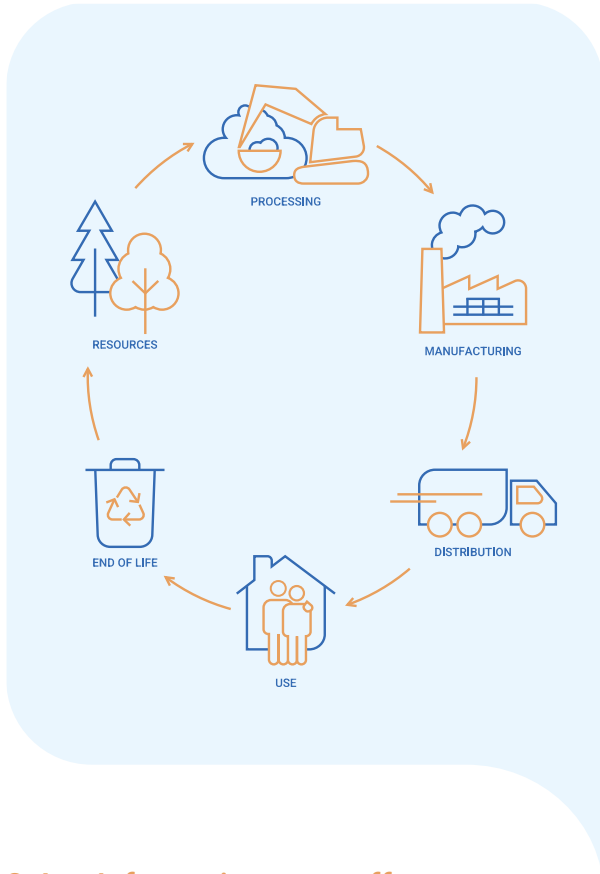 PROCESSING
RESOURCES
MANUFACTURING
END OF LIFE
DISTRIBUTION
USE